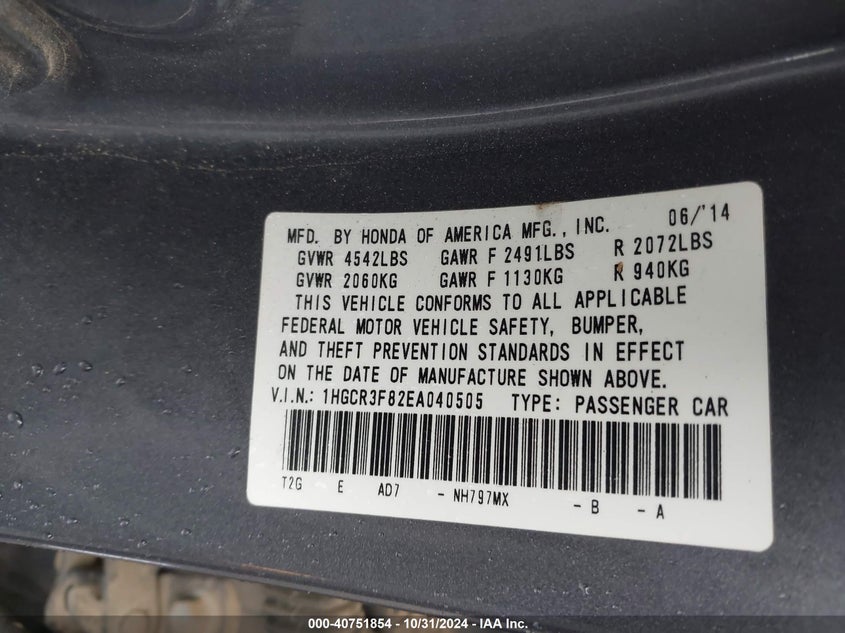 06/'14
MFD. BY HONDA OF AMERICA MFG., INC.
GVWR 4542LBS GAWR F 2491LBS R 2072LBS
GVWR 2060KG GAWR F 1130KG R 940KG
THIS VEHICLE CONFORMS TO ALL APPLICABLE
FEDERAL MOTOR VEHICLE SAFETY, BUMPER,
AND THEFT PREVENTION STANDARDS IN EFFECT
ON THE DATE OF MANUFACTURE SHOWN ABOVE.
V.I.N.: 1HGCR3F82EA040505 TYPE: PASSENGER CAR
T2G E AD7 - NH797MX - B - A
000-40751854 - 10/31/2024 - IAA Inc.